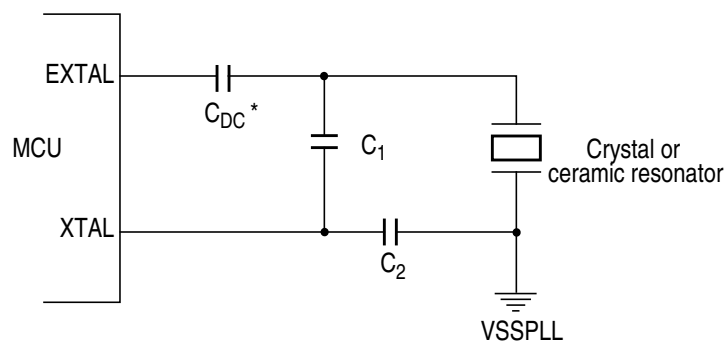 EXTAL
C_DC *
MCU
C_1
Crystal or
ceramic resonator
XTAL
C_2
VSSPLL